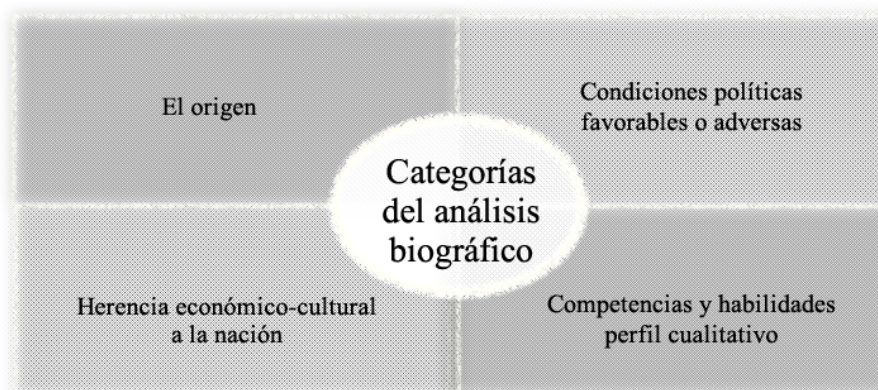 El origen
Condiciones políticas
favorables o adversas
Categorías
del análisis
biográfico
Herencia económico-cultural
a la nación
Competencias y habilidades
perfil cualitativo